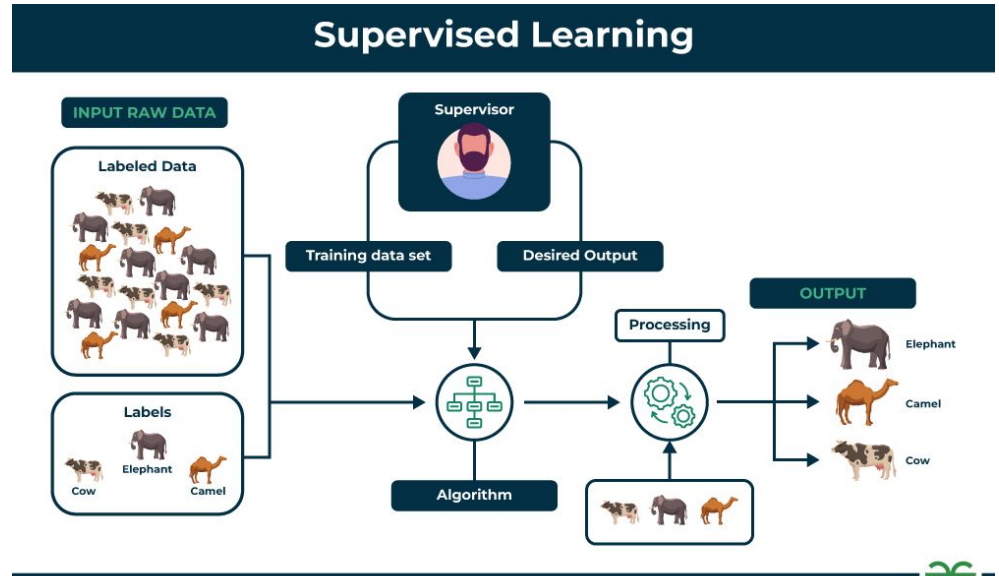 Supervised Learning
INPUT RAW DATA
Labeled Data
Supervisor
Training data set
Desired Output
Processing
OUTPUT
Elephant
Camel
Cow
Labels
Elephant
Cow
Camel
Algorithm